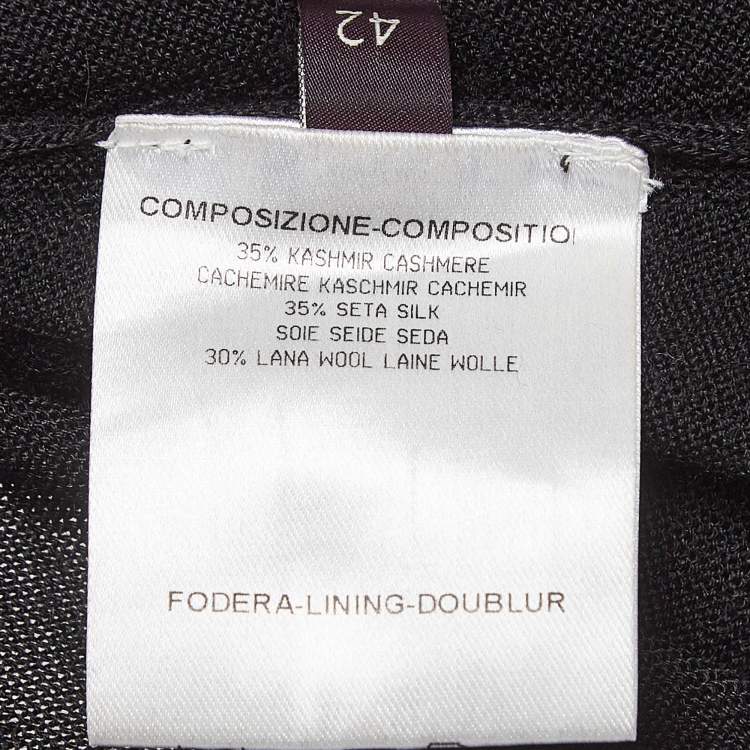 42
COMPOSIZIONE-COMPOSITIO
35% KASHMIR CASHMERE
CACHEMIRE KASCHMIR CACHEMIR
35% SETA SILK
SOIE SEIDE SEDA
30% LANA WOOL LAINE WOLLE
FODERA-LINING-DOUBLUR